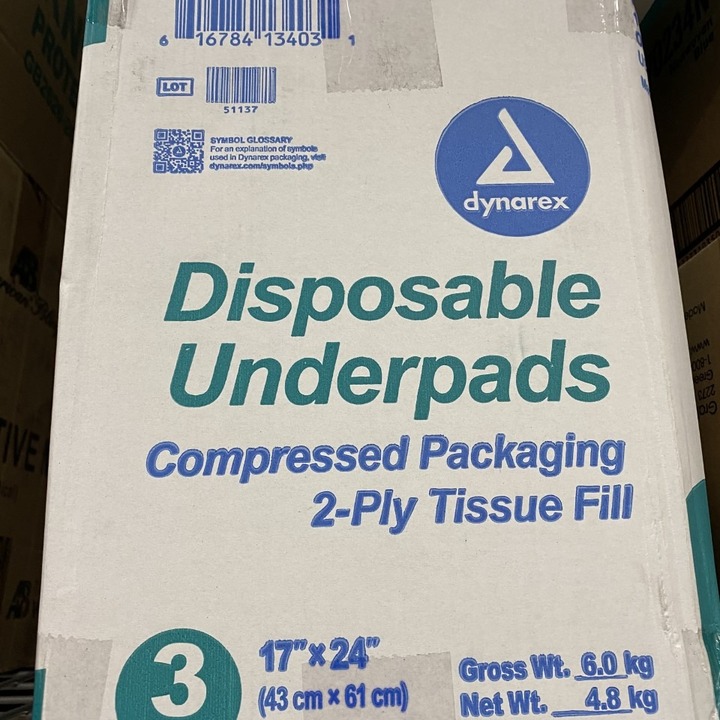 6 16784 13403 1
LOT
51137
SYMBOL GLOSSARY
For an explanation of symbols
used in Dynarex packaging, visit
dynarex.com/symbols.php
dynarex
Disposable
Underpads
Compressed Packaging
2-Ply Tissue Fill
3
17" x 24"
(43 cm x 61 cm)
Gross Wt. 6.0 kg
Net Wt. 4.8 kg